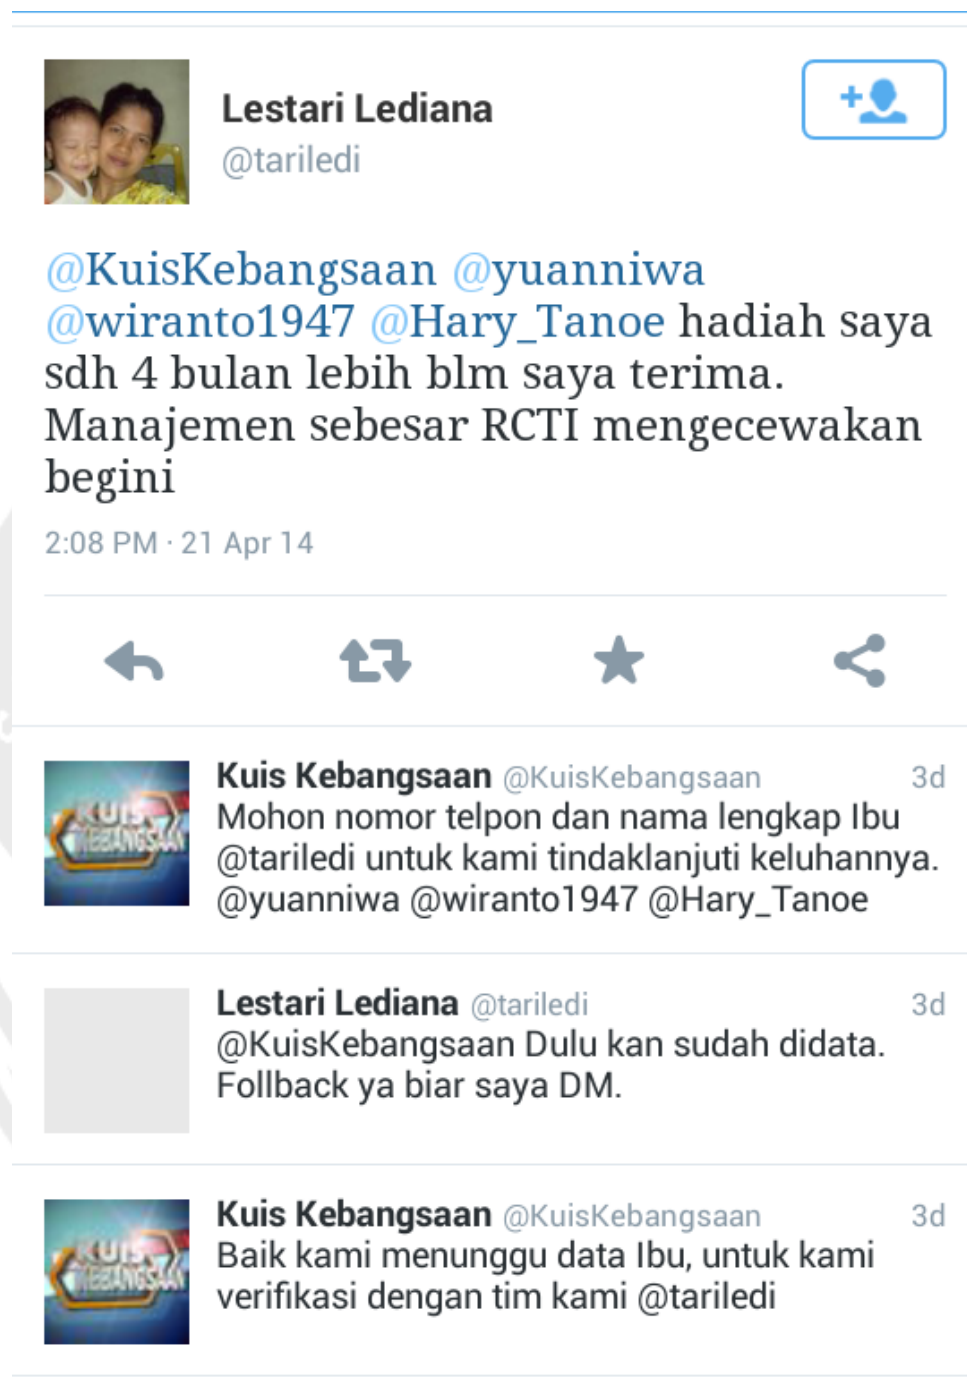 Lestari Lediana
@tariledi
@KuisKebangsaan @yuanniwa
@wiranto1947 @Hary_Tanoe hadiah saya
sdh 4 bulan lebih blm saya terima.
Manajemen sebesar RCTI mengecewakan
begini
2:08 PM · 21 Apr 14
Kuis Kebangsaan @KuisKebangsaan 3d
KUIS
KEBANGSAAN
Mohon nomor telpon dan nama lengkap Ibu
@tariledi untuk kami tindaklanjuti keluhannya.
@yuanniwa @wiranto1947 @Hary_Tanoe
Lestari Lediana @tariledi 3d
@KuisKebangsaan Dulu kan sudah didata.
Follback ya biar saya DM.
Kuis Kebangsaan @KuisKebangsaan 3d
KUIS
KEBANGSAAN
Baik kami menunggu data Ibu, untuk kami
verifikasi dengan tim kami @tariledi